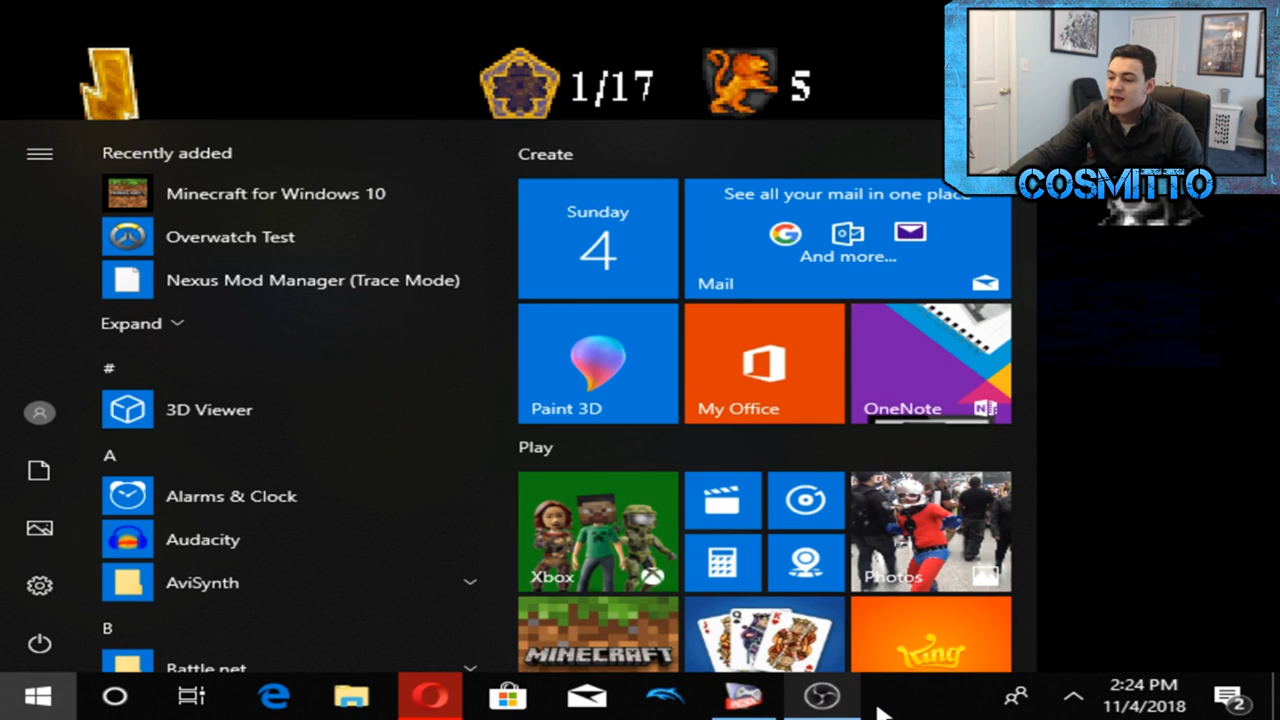 1/17
5
COSMITTO
Recently added
Minecraft for Windows 10
Overwatch Test
Nexus Mod Manager (Trace Mode)
Expand
#
3D Viewer
A
Alarms & Clock
Audacity
AviSynth
B
Battle.net
Create
Sunday
4
See all your mail in one place
And more...
Mail
Paint 3D
My Office
OneNote
N
Play
Xbox
Photos
MINECRAFT
J
Q
K
King
2:24 PM
11/4/2018
2